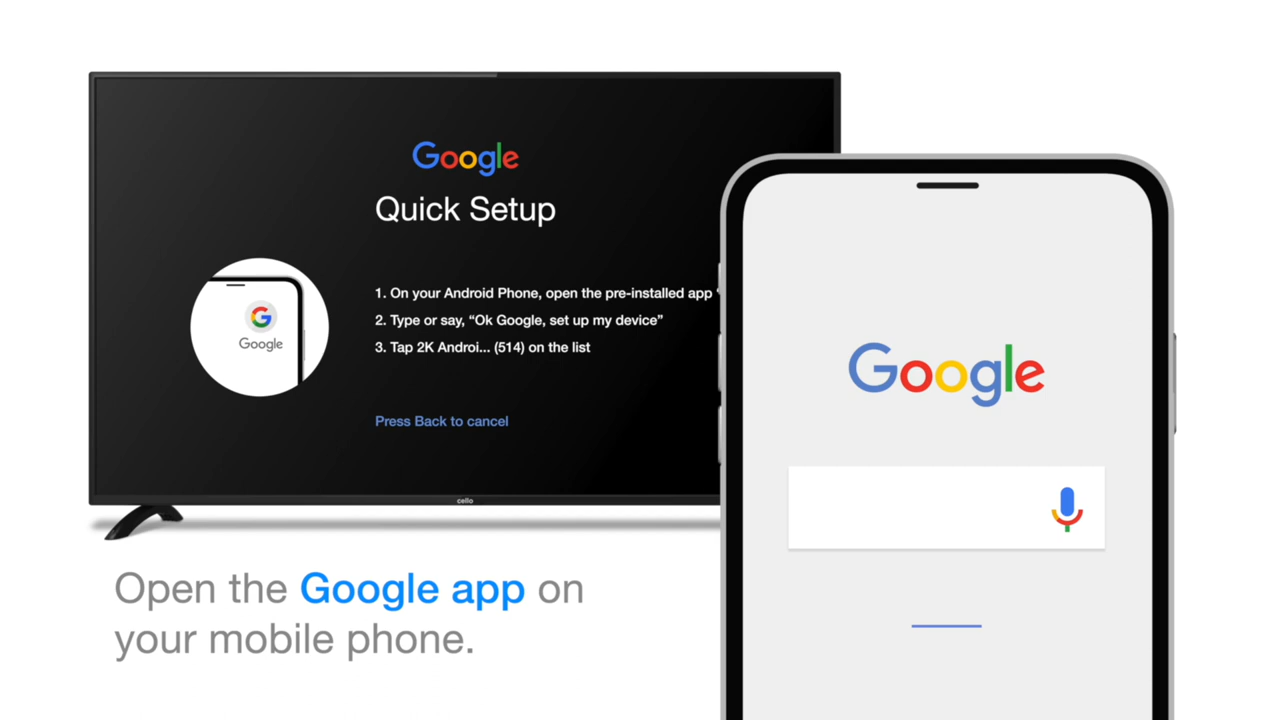 Google
Quick Setup
1. On your Android Phone, open the pre-installed app
2. Type or say, “Ok Google, set up my device”
3. Tap 2K Androi... (514) on the list
Press Back to cancel
G
Google
cello
Google
Open the Google app on
your mobile phone.